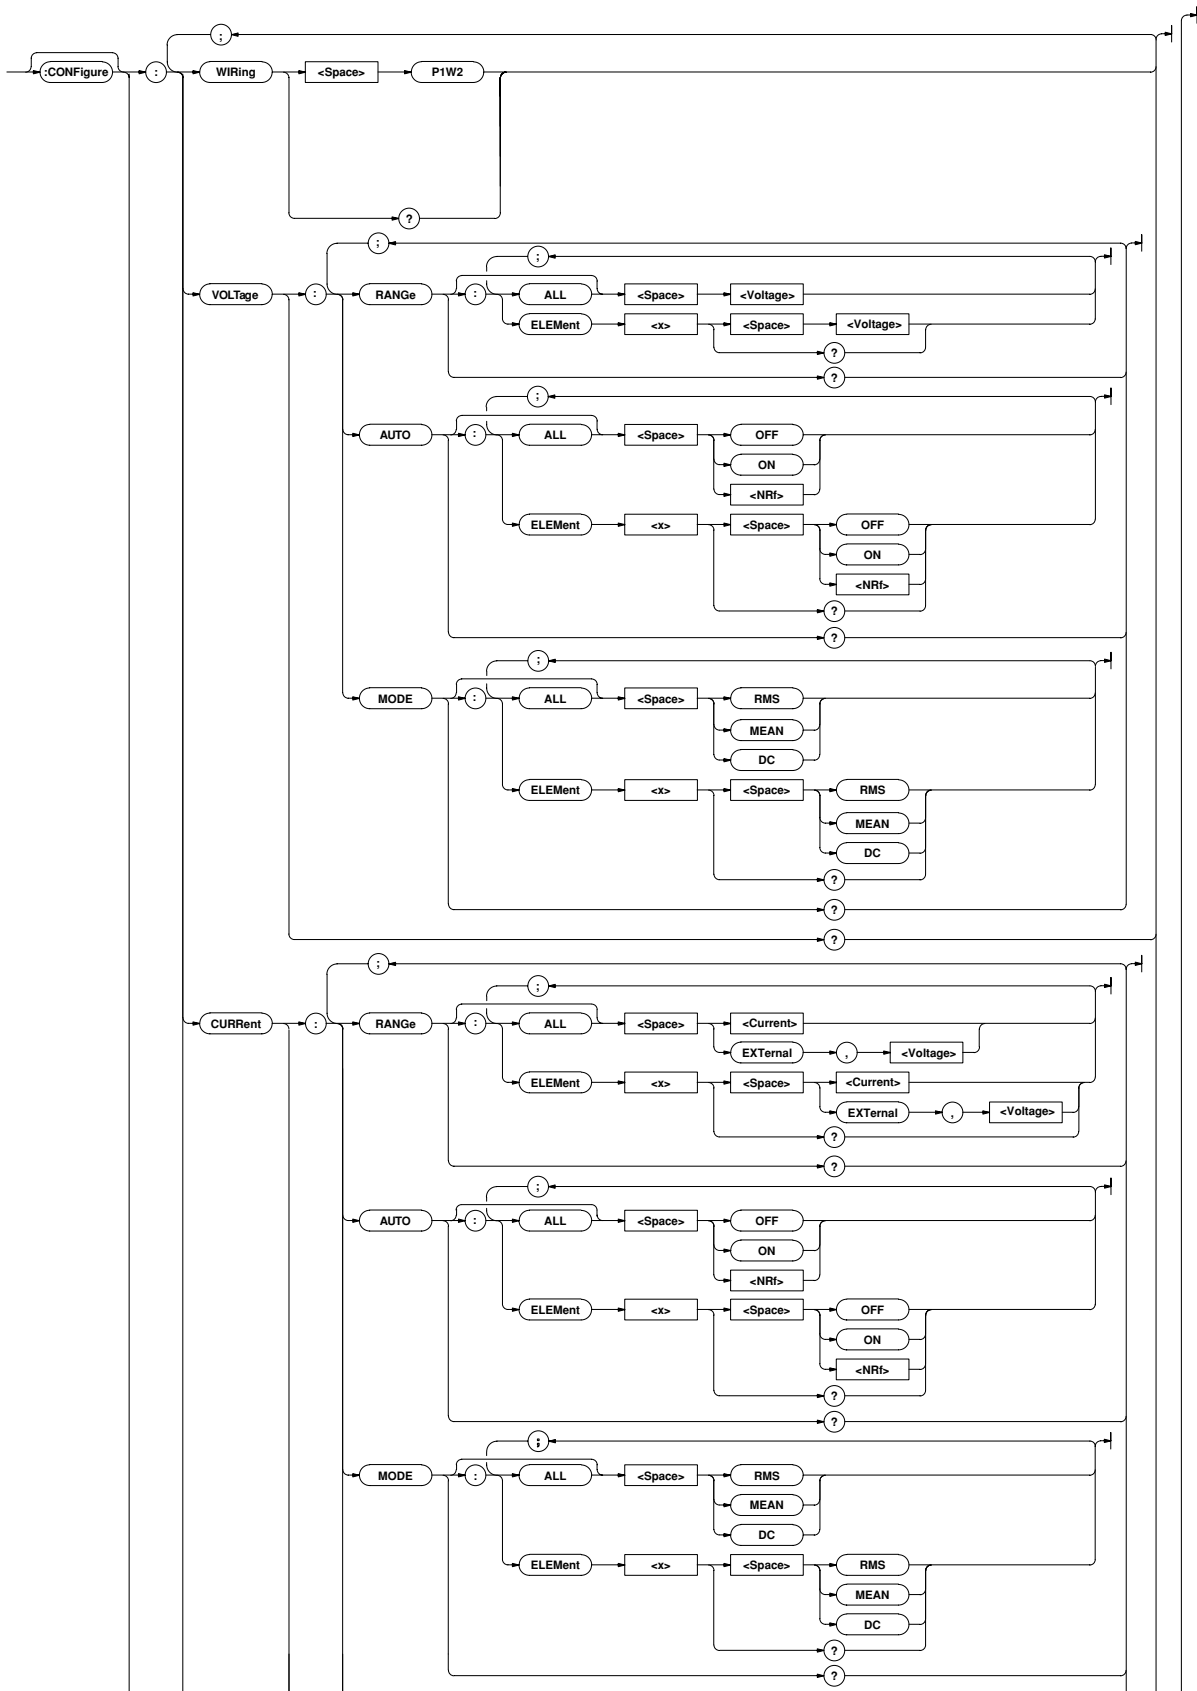 ;
:CONFigure : WIRing <Space> P1W2
?
;
;
VOLTage : RANGe : ALL <Space> <Voltage>
ELEMent <x> <Space> <Voltage>
?
?
;
AUTO : ALL <Space> OFF
ON
<NRf>
ELEMent <x> <Space> OFF
ON
<NRf>
?
?
;
MODE : ALL <Space> RMS
MEAN
DC
ELEMent <x> <Space> RMS
MEAN
DC
?
?
?
;
;
CURRent : RANGe : ALL <Space> <Current>
EXTernal , <Voltage>
ELEMent <x> <Space> <Current>
EXTernal , <Voltage>
?
?
;
AUTO : ALL <Space> OFF
ON
<NRf>
ELEMent <x> <Space> OFF
ON
<NRf>
?
?
;
MODE : ALL <Space> RMS
MEAN
DC
ELEMent <x> <Space> RMS
MEAN
DC
?
?